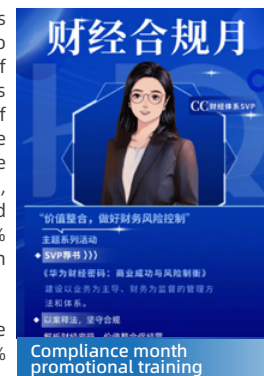 财经合规月
CC财经体系SVP
“价值整合，做好财务风险控制”
主题系列活动
SVP荐书 》》》
《华为财经密码：商业成功与风险制衡》
建设以业务为主导、财务为监督的管理方
法和体系。
以案释法，坚守合规
Compliance month
promotional training